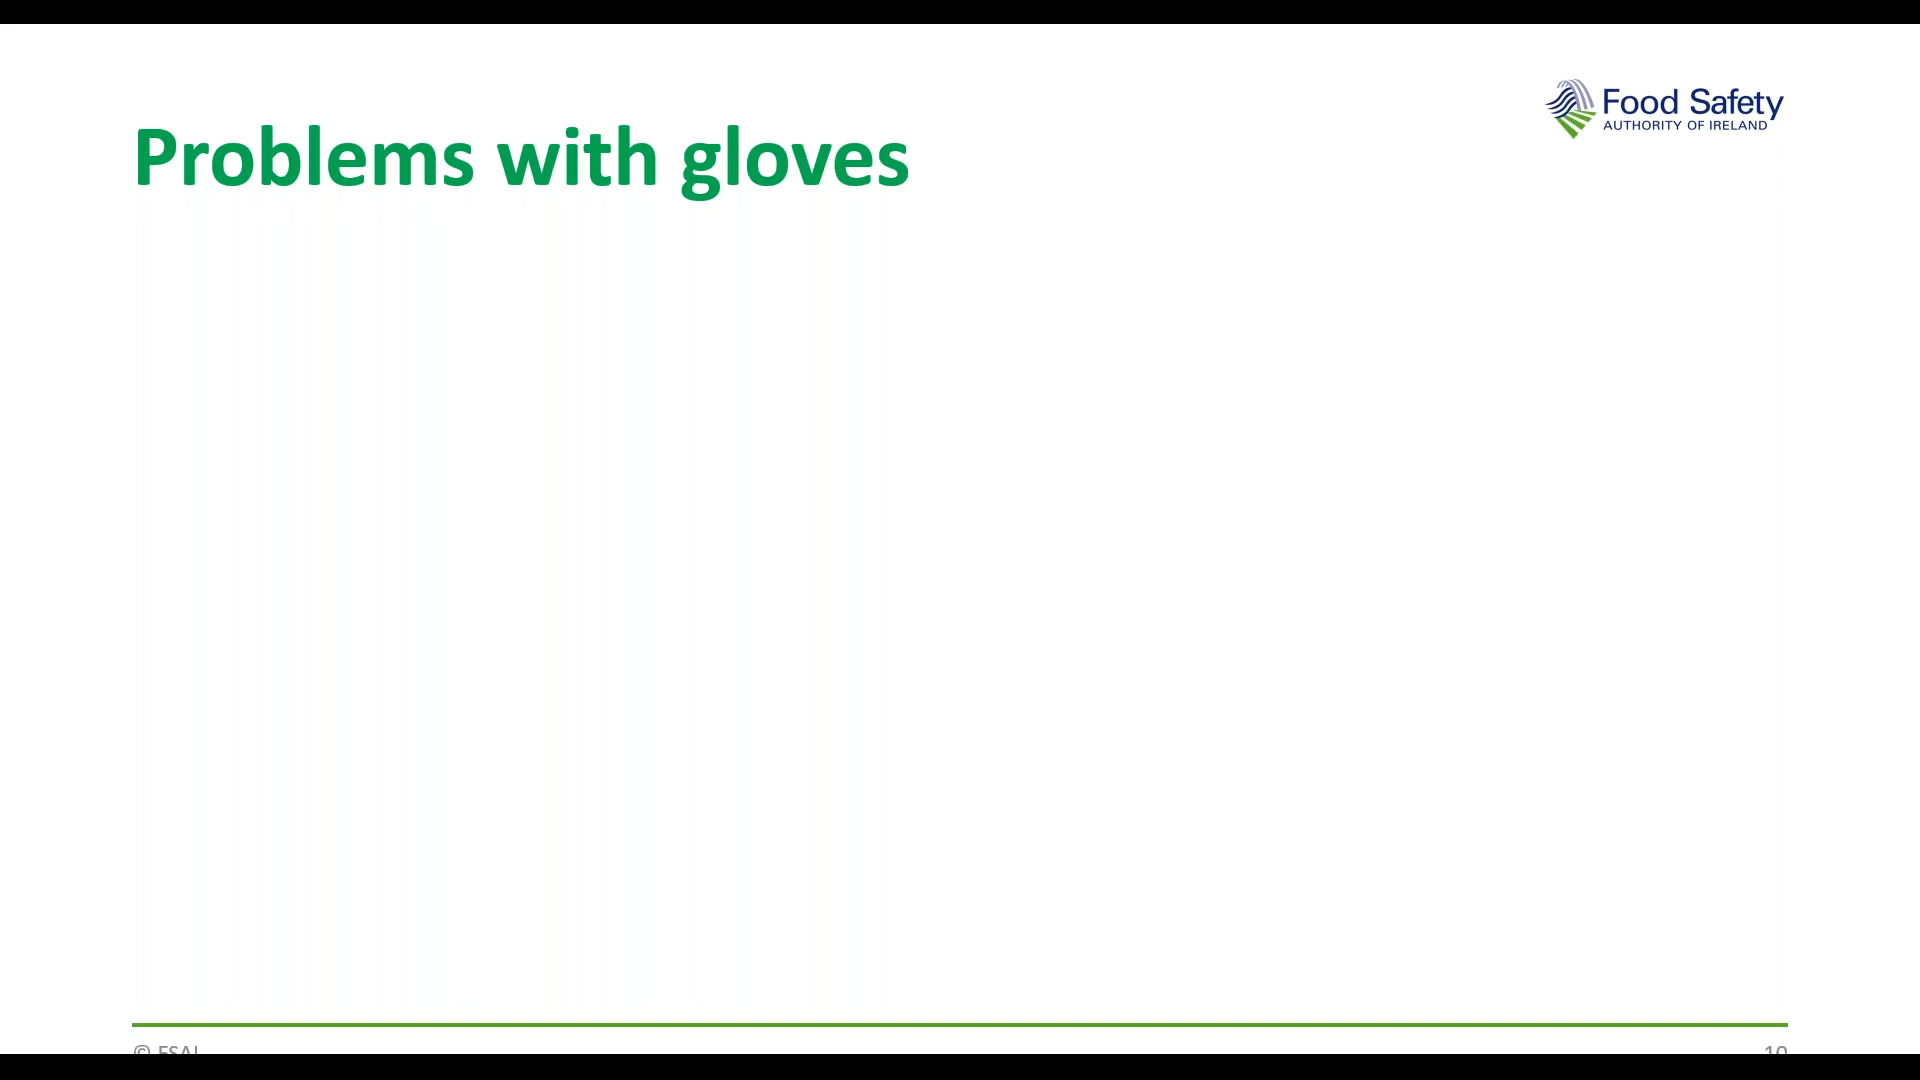 Food Safety
AUTHORITY OF IRELAND
Problems with gloves
© FSAI
10